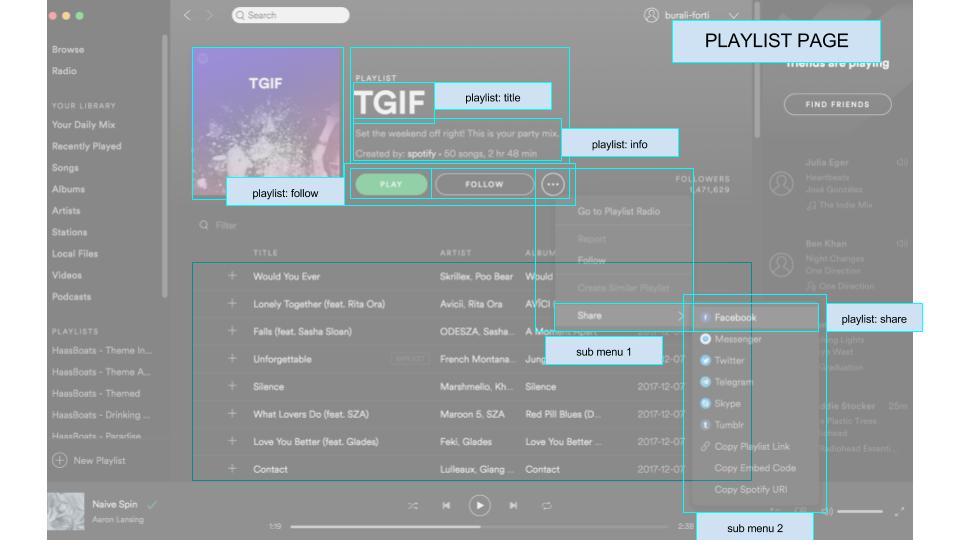 Search
burali-forti
PLAYLIST PAGE
friends are playing
FIND FRIENDS
Browse
Radio
YOUR LIBRARY
Your Daily Mix
Recently Played
Songs
Albums
Artists
Stations
Local Files
Videos
Podcasts
PLAYLISTS
HaasBoats - Theme In...
HaasBoats - Theme A...
HaasBoats - Themed
HaasBoats - Drinking ...
HaasBoats - Paradise
New Playlist
TGIF
PLAYLIST
TGIF
playlist: title
Set the weekend off right! This is your party mix.
playlist: info
Created by: spotify • 50 songs, 2 hr 48 min
playlist: follow
PLAY
FOLLOW
FOLLOWERS
1,471,629
Filter
TITLE ARTIST ALBUM
Would You Ever Skrillex, Poo Bear Would
Lonely Together (feat. Rita Ora) Avicii, Rita Ora AVĪCI
Falls (feat. Sasha Sloan) ODESZA, Sasha... A Moment Apart
Unforgettable EXPLICIT French Montana... Jung 2-07
Silence Marshmello, Kh... Silence 2017-12-07
What Lovers Do (feat. SZA) Maroon 5, SZA Red Pill Blues (D... 2017-12-07
Love You Better (feat. Glades) Feki, Glades Love You Better ... 2017-12-07
Contact Lulleaux, Giang ... Contact 2017-12-07
Go to Playlist Radio
Report
Follow
Create Similar Playlist
Share
sub menu 1
Facebook
playlist: share
Messenger
Twitter
Telegram
Skype
Tumblr
Copy Playlist Link
Copy Embed Code
Copy Spotify URI
sub menu 2
Julia Eger
Heartbeats
José González
The Indie Mix
Ben Khan
Night Changes
One Direction
One Direction
ing Lights
ye West
Graduation
ddie Stocker 25m
e Plastic Trees
iohead
Radiohead Essenti...
Naive Spin
Aaron Lansing
1:19
2:38